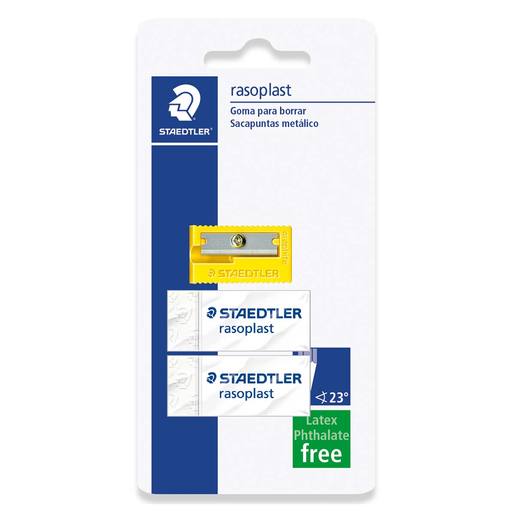 STAEDTLER®
rasoplast
Goma para borrar
Sacapuntas metálico
STAEDTLER
STAEDTLER
rasoplast
STAEDTLER
rasoplast
23°
Latex
Phthalate
free